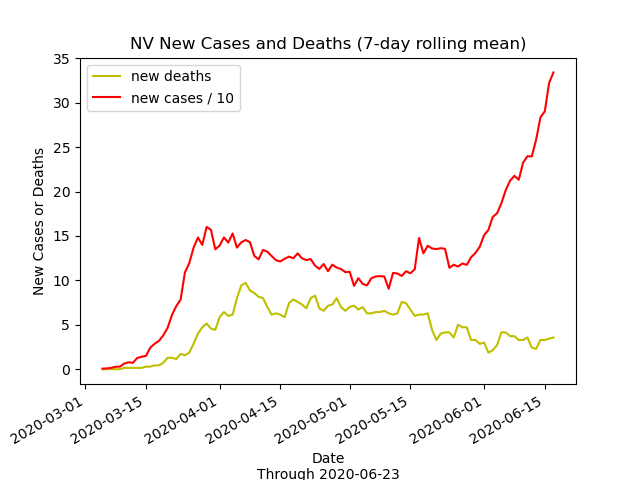 NV New Cases and Deaths (7-day rolling mean)
new deaths
new cases / 10
35
30
25
20
15
10
5
0
New Cases or Deaths
2020-03-01
2020-03-15
2020-04-01
2020-04-15
2020-05-01
2020-05-15
2020-06-01
2020-06-15
Date
Through 2020-06-23